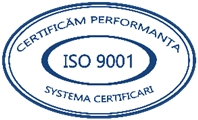 CERTIFICĂM PERFORMANȚA
ISO 9001
SYSTEMA CERTIFICARI